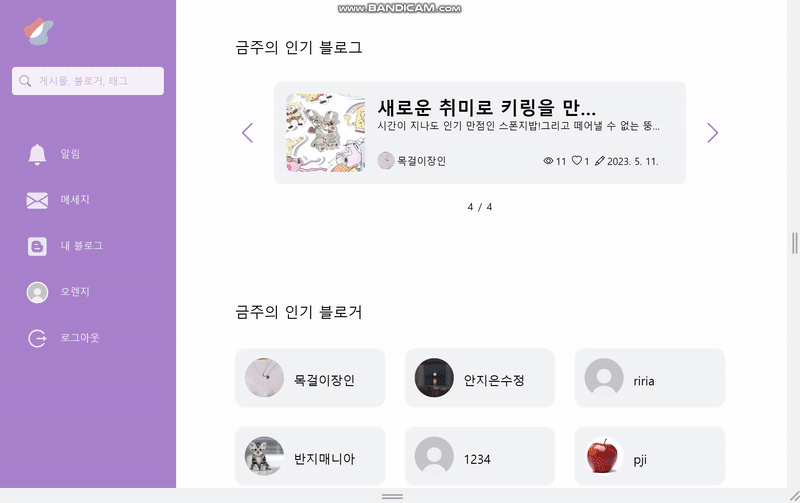 www.BANDICAM.com
금주의 인기 블로그
게시물, 블로거, 태그
새로운 취미로 키링을 만...
시간이 지나도 인기 만점인 스폰지밥!그리고 떼어낼 수 없는 뚱...
목걸이장인 11 1 2023. 5. 11.
4 / 4
알림
메세지
내 블로그
오렌지
로그아웃
금주의 인기 블로거
목걸이장인 안지은수정 riria
반지매니아 1234 pji